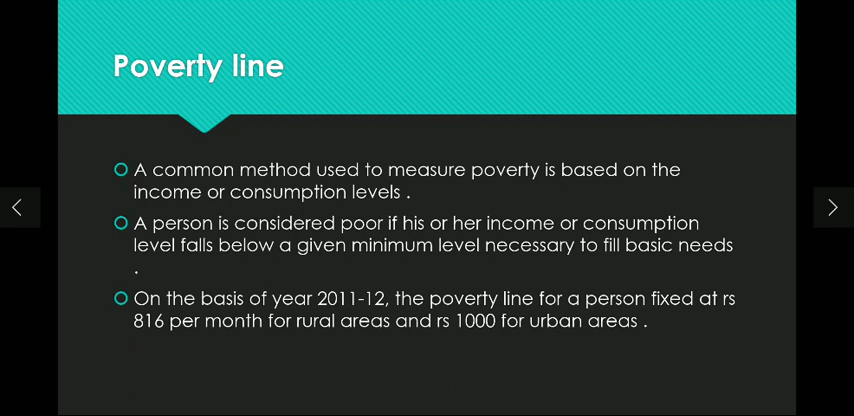 Poverty line
A common method used to measure poverty is based on the
income or consumption levels .
A person is considered poor if his or her income or consumption
level falls below a given minimum level necessary to fill basic needs
.
On the basis of year 2011-12, the poverty line for a person fixed at rs
816 per month for rural areas and rs 1000 for urban areas .